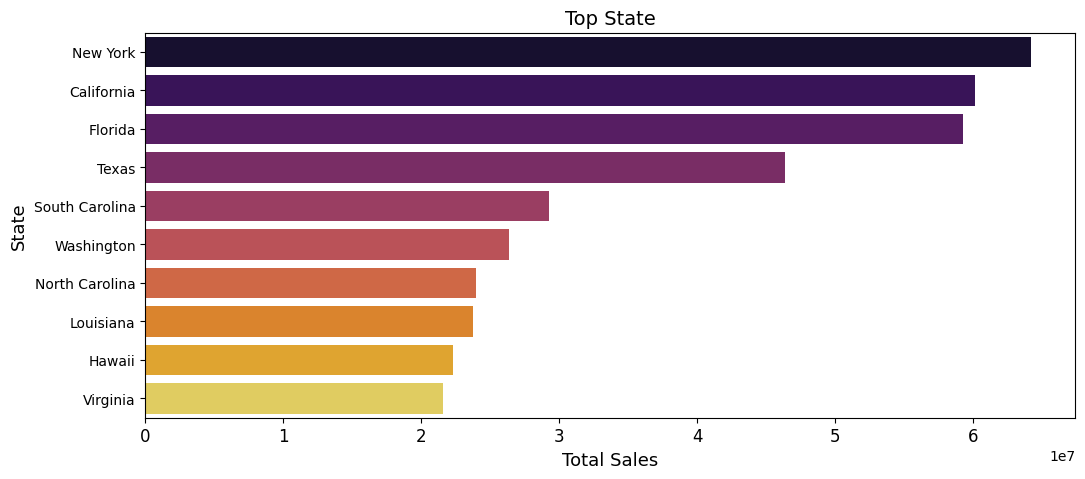 Top State
New York
California
Florida
Texas
South Carolina
Washington
North Carolina
Louisiana
Hawaii
Virginia
State
0 1 2 3 4 5 6
1e7
Total Sales